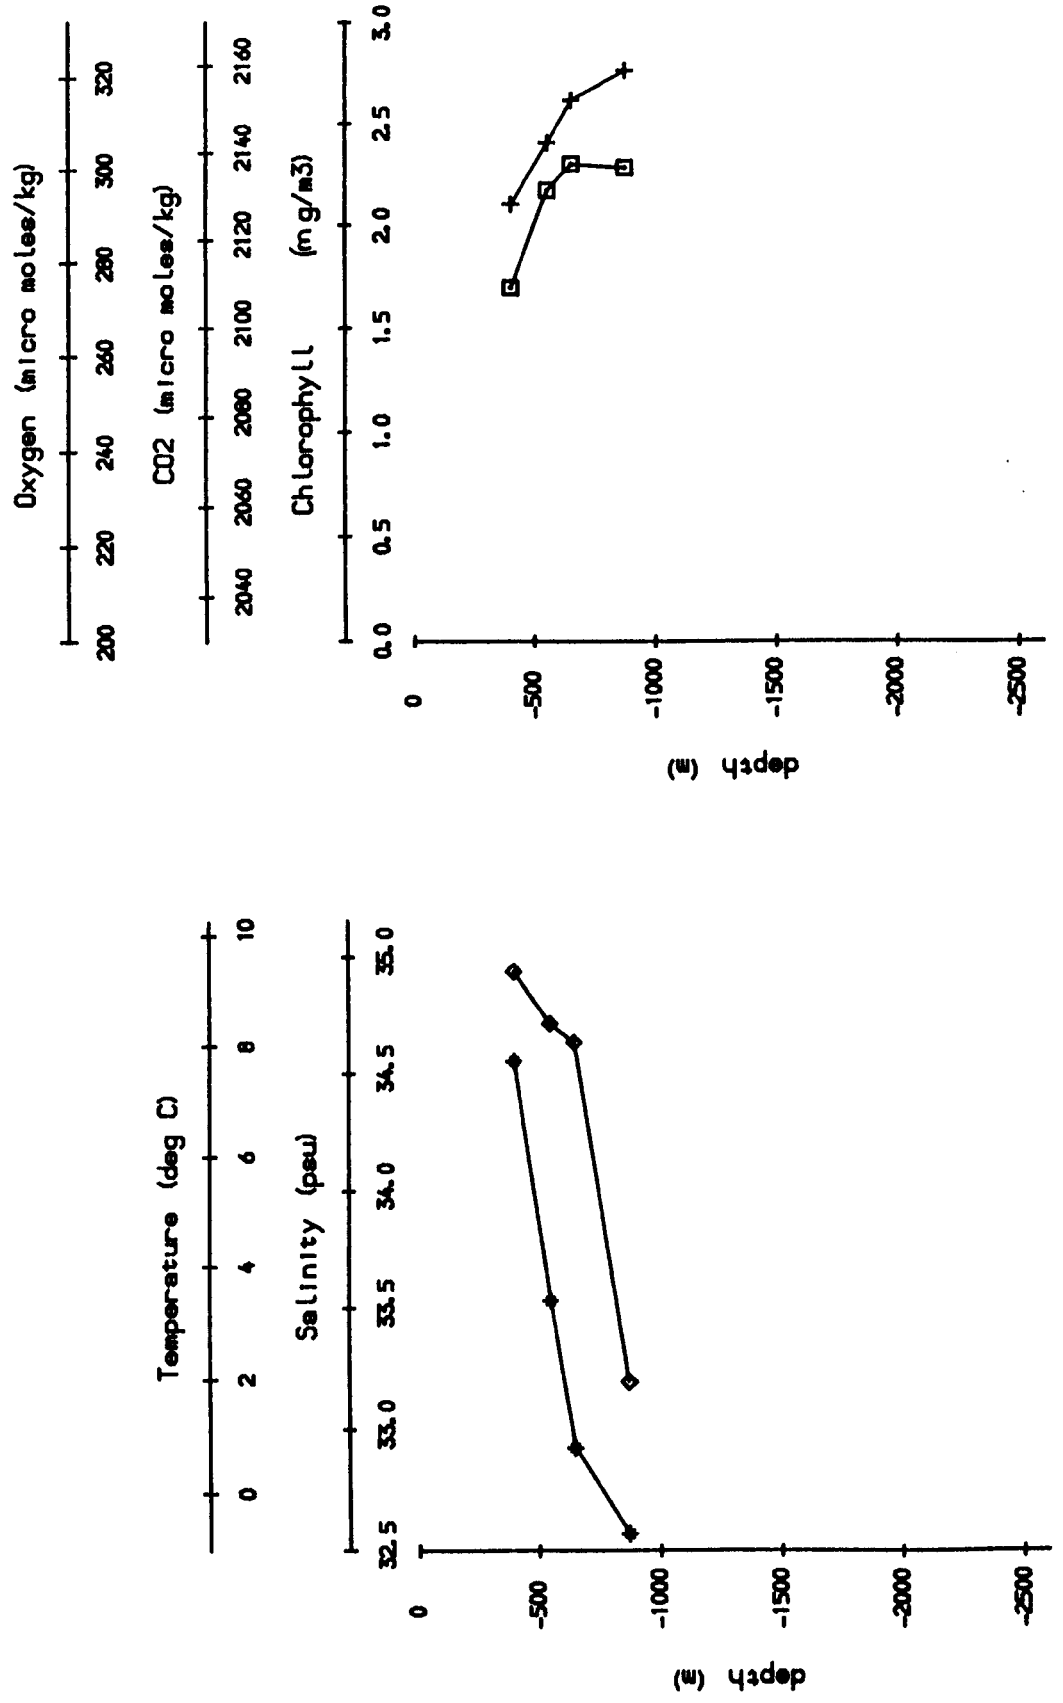 Temperature (deg C)
0 2 4 6 8 10
Salinity (psu)
32.5 33.0 33.5 34.0 34.5 35.0
0
-500
-1000
-1500
-2000
-2500
depth (m)
Oxygen (micro moles/kg)
200 220 240 260 280 300 320
CO2 (micro moles/kg)
2040 2060 2080 2100 2120 2140 2160
Chlorophyll (mg/m3)
0.0 0.5 1.0 1.5 2.0 2.5 3.0
0
-500
-1000
-1500
-2000
-2500
depth (m)